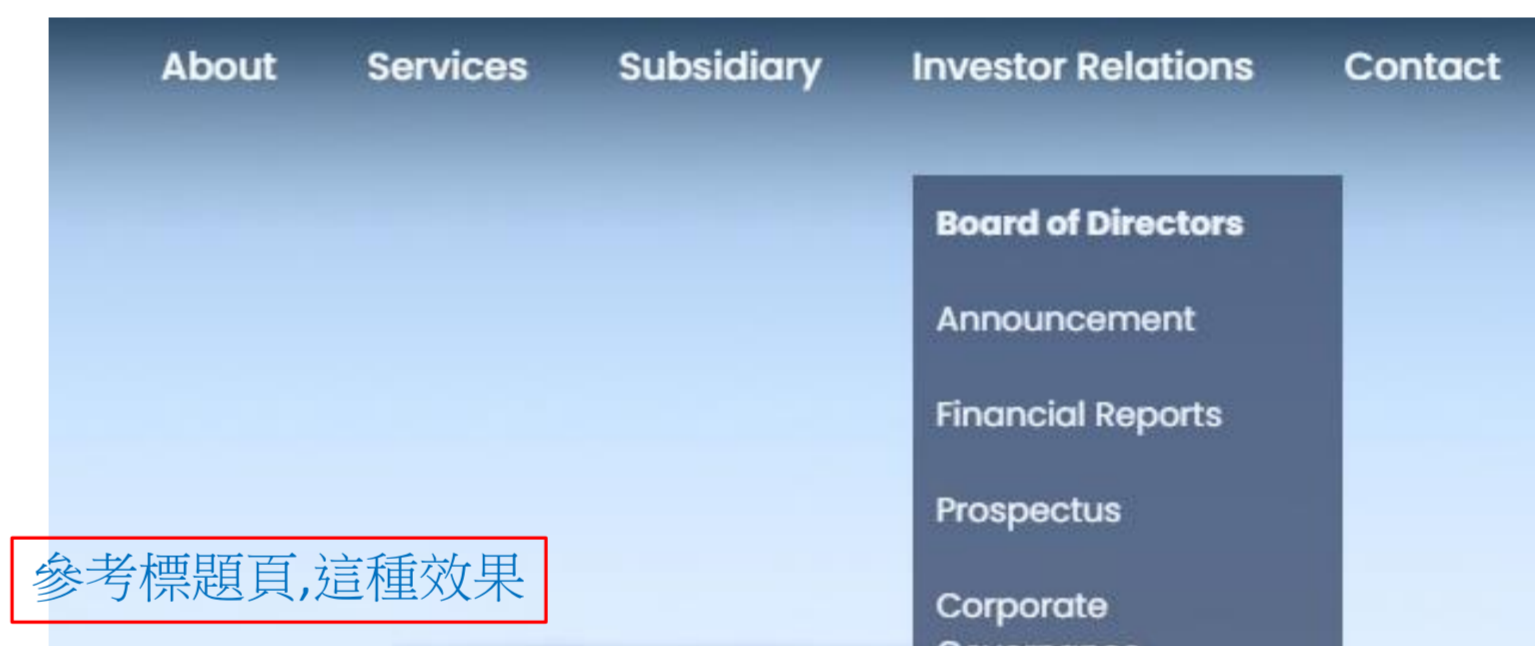 About Services Subsidiary Investor Relations Contact
Board of Directors
Announcement
Financial Reports
Prospectus
Corporate
參考標題頁,這種效果